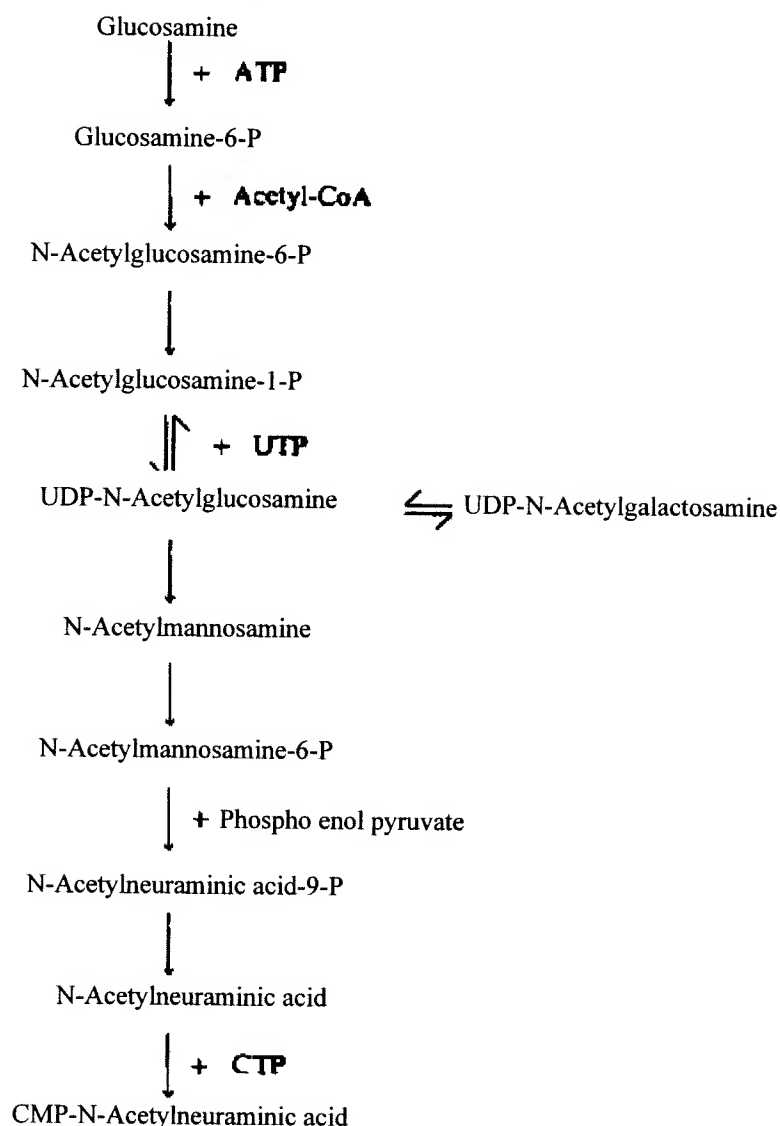 Glucosamine
+ ATP
Glucosamine-6-P
+ Acetyl-CoA
N-Acetylglucosamine-6-P
N-Acetylglucosamine-1-P
+ UTP
UDP-N-Acetylglucosamine UDP-N-Acetylgalactosamine
N-Acetylmannosamine
N-Acetylmannosamine-6-P
+ Phospho enol pyruvate
N-Acetylneuraminic acid-9-P
N-Acetylneuraminic acid
+ CTP
CMP-N-Acetylneuraminic acid